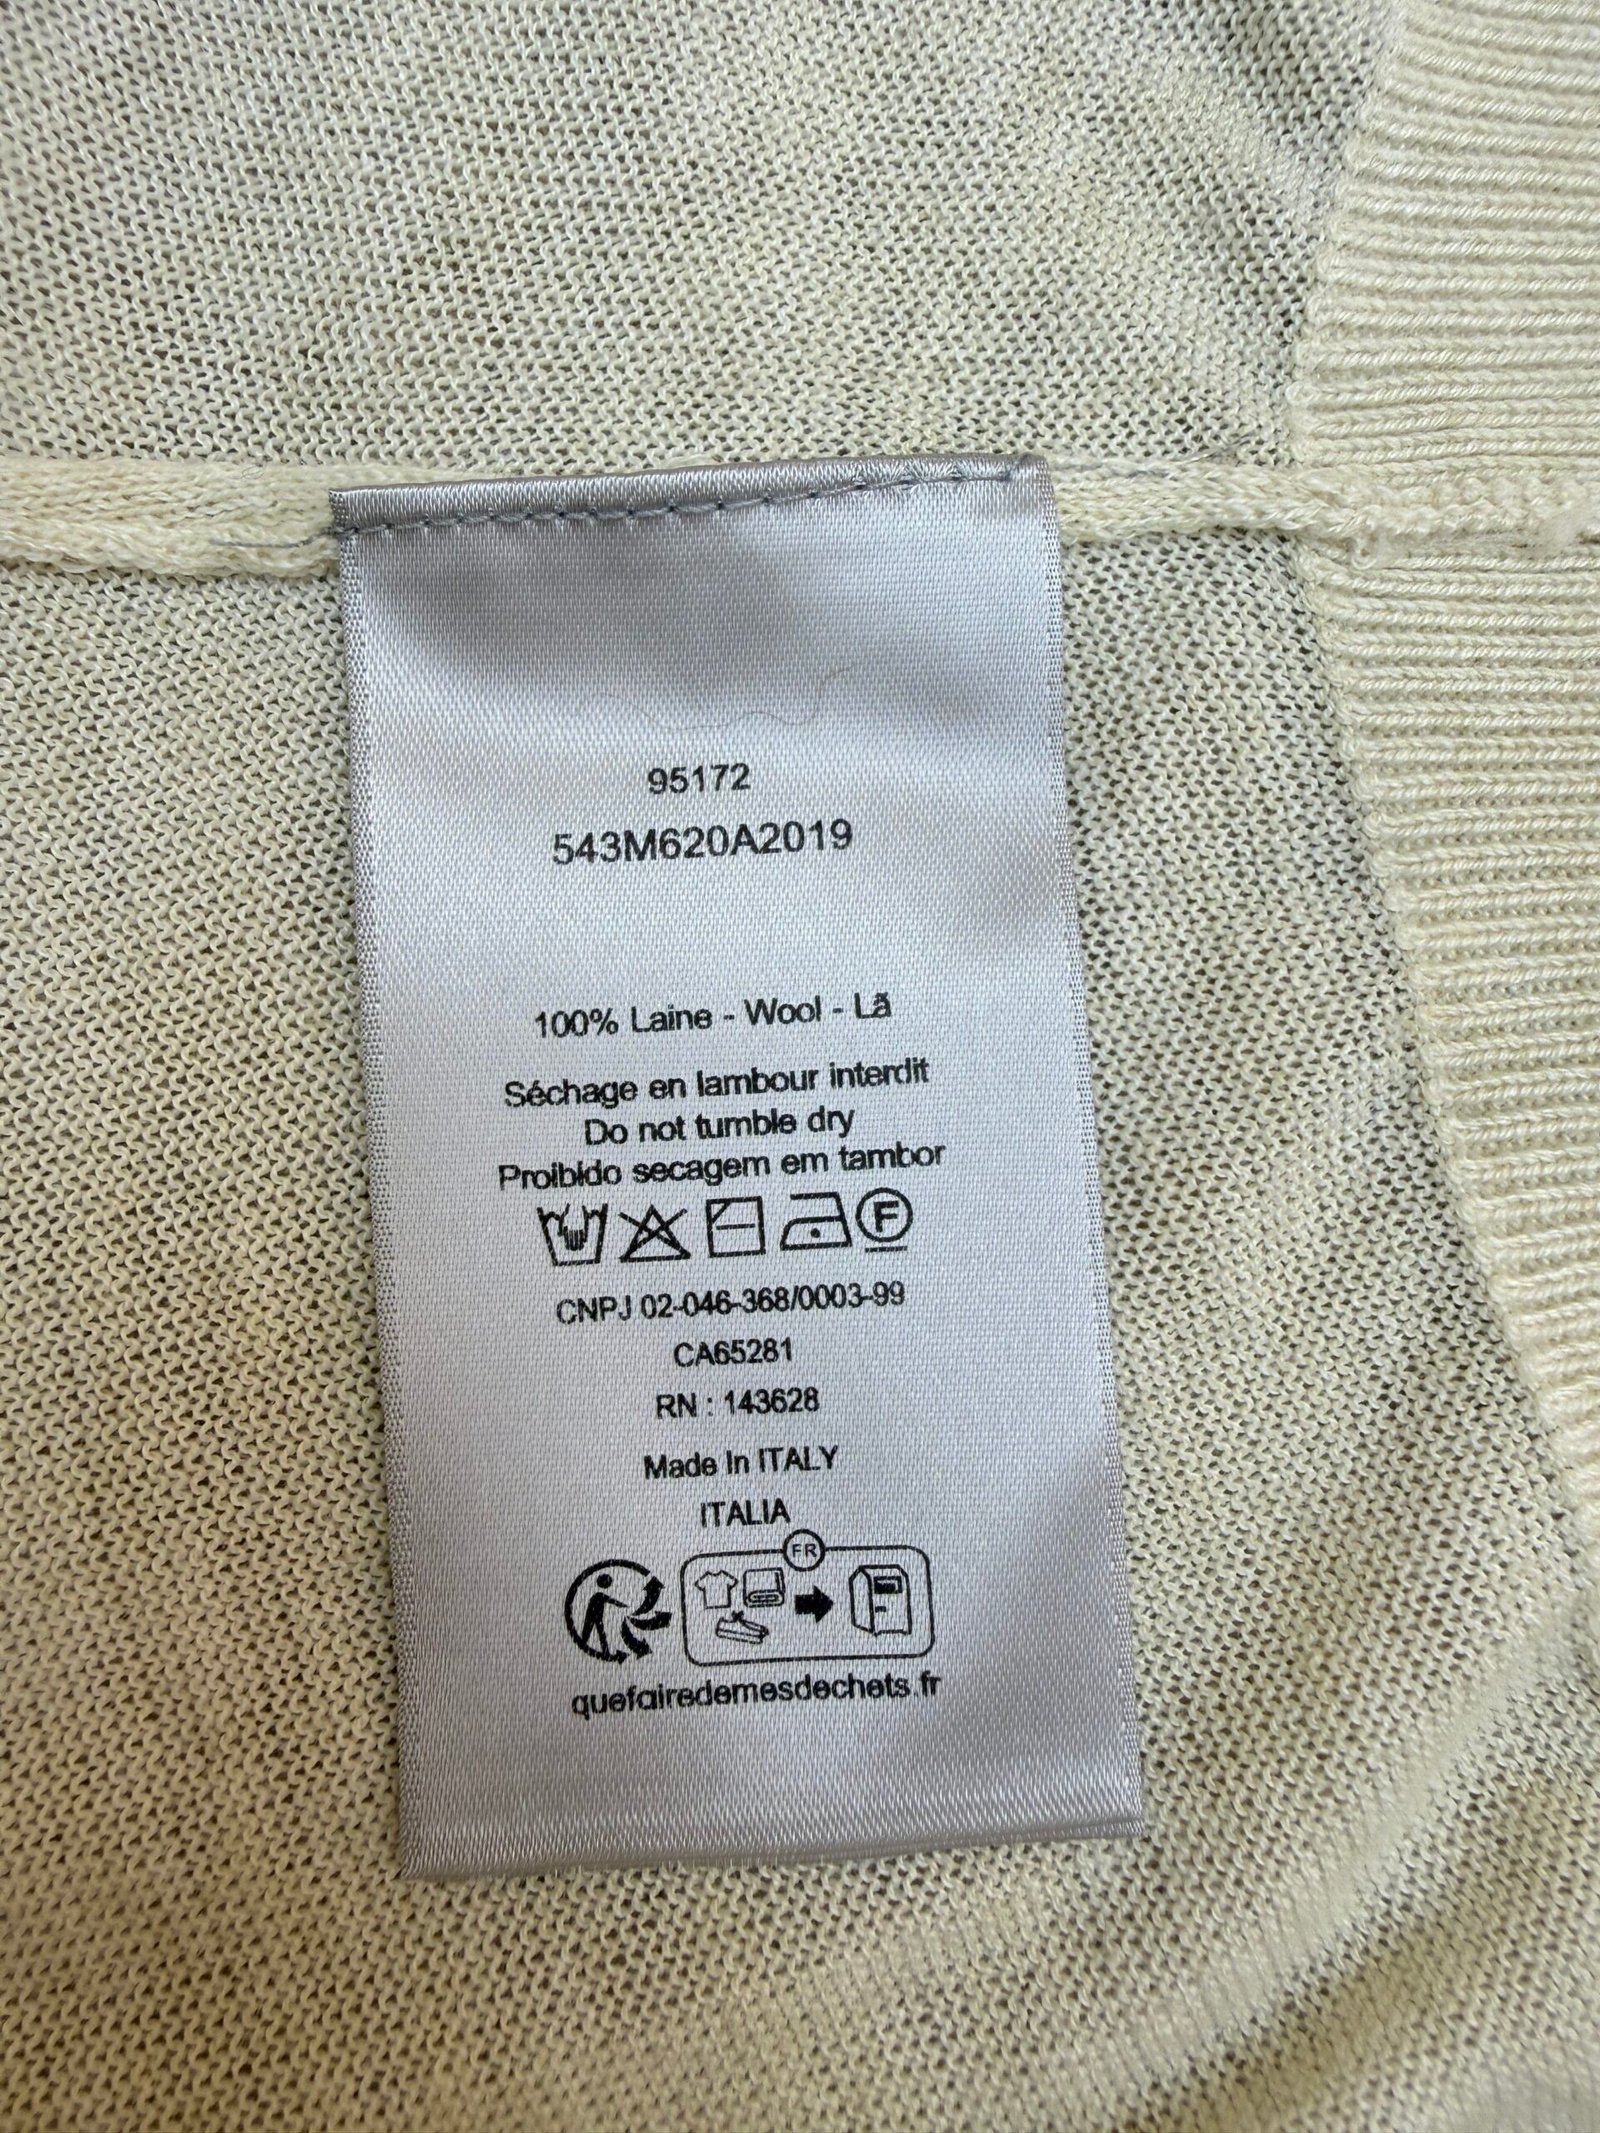 95172
543M620A2019
100% Laine - Wool - Lã
Séchage en lambour interdit
Do not tumble dry
Proibido secagem em tambor
F
CNPJ 02-046-368/0003-99
CA65281
RN : 143628
Made In ITALY
ITALIA
FR
quefairedemesdechets.fr